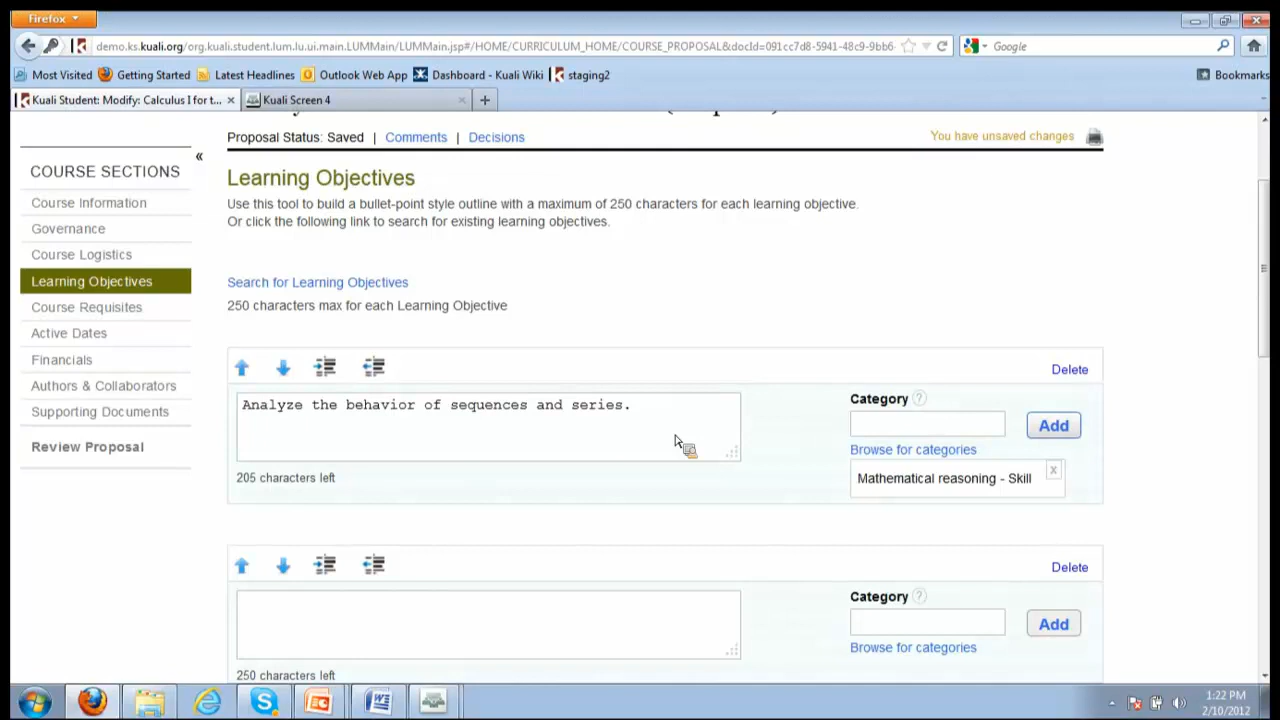 Firefox
demo.ks.kuali.org/org.kuali.student.lum.lu.ui.main.LUMMain/LUMMain.jsp#/HOME/CURRICULUM_HOME/COURSE_PROPOSAL&docId=091cc7d8-5941-48c9-9bb6-
Google
Most Visited Getting Started Latest Headlines Outlook Web App Dashboard - Kuali Wiki staging2 Bookmarks
Kuali Student: Modify: Calculus I for t... Kuali Screen 4
Proposal Status: Saved | Comments | Decisions You have unsaved changes
COURSE SECTIONS
Course Information
Governance
Course Logistics
Learning Objectives
Course Requisites
Active Dates
Financials
Authors & Collaborators
Supporting Documents
Review Proposal
Learning Objectives
Use this tool to build a bullet-point style outline with a maximum of 250 characters for each learning objective.
Or click the following link to search for existing learning objectives.
Search for Learning Objectives
250 characters max for each Learning Objective
Delete
Analyze the behavior of sequences and series.
205 characters left
Category ?
Add
Browse for categories
Mathematical reasoning - Skill x
Delete
250 characters left
Category ?
Add
Browse for categories
1:22 PM
2/10/2012